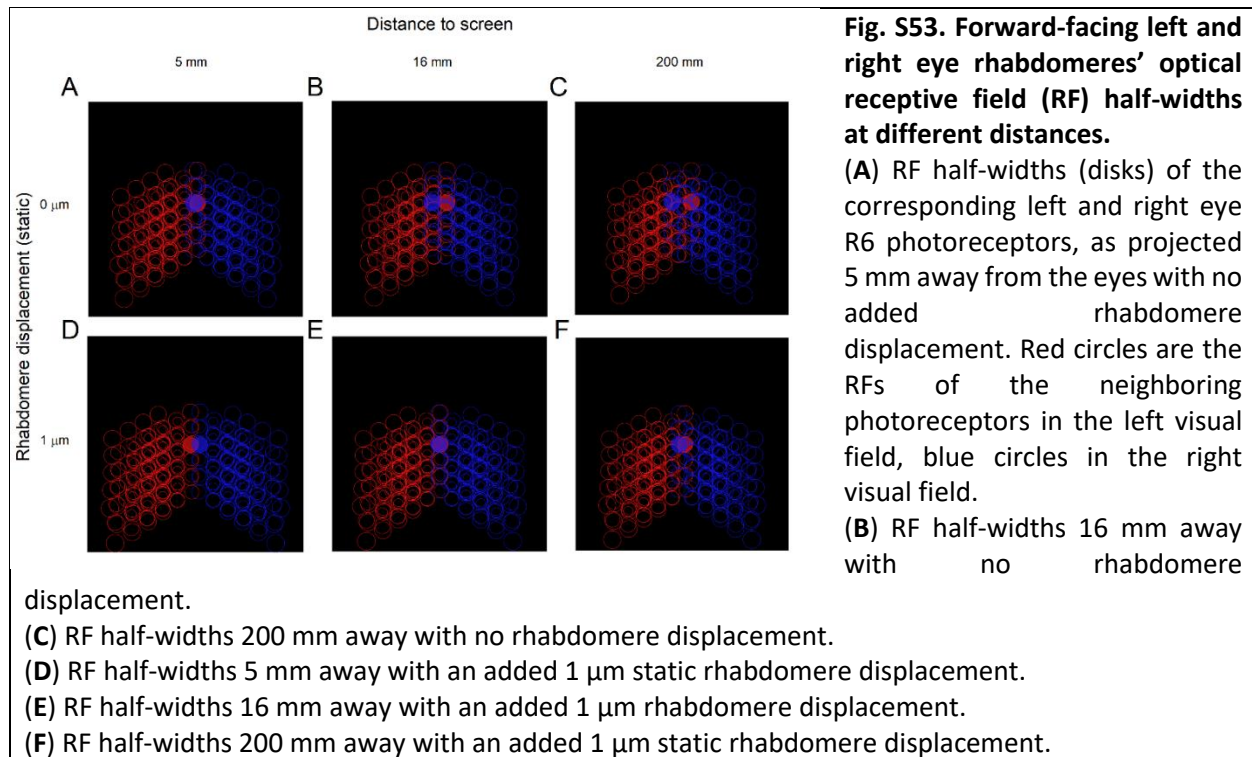 Distance to screen
5 mm
16 mm
200 mm
A
B
C
Rhabdomere displacement (static)
0 μm
D
E
F
1 μm
Fig. S53. Forward-facing left and
right eye rhabdomeres’ optical
receptive field (RF) half-widths
at different distances.
(A) RF half-widths (disks) of the
corresponding left and right eye
R6 photoreceptors, as projected
5 mm away from the eyes with no
added rhabdomere
displacement. Red circles are the
RFs of the neighboring
photoreceptors in the left visual
field, blue circles in the right
visual field.
(B) RF half-widths 16 mm away
with no rhabdomere
displacement.
(C) RF half-widths 200 mm away with no rhabdomere displacement.
(D) RF half-widths 5 mm away with an added 1 μm static rhabdomere displacement.
(E) RF half-widths 16 mm away with an added 1 μm rhabdomere displacement.
(F) RF half-widths 200 mm away with an added 1 μm static rhabdomere displacement.